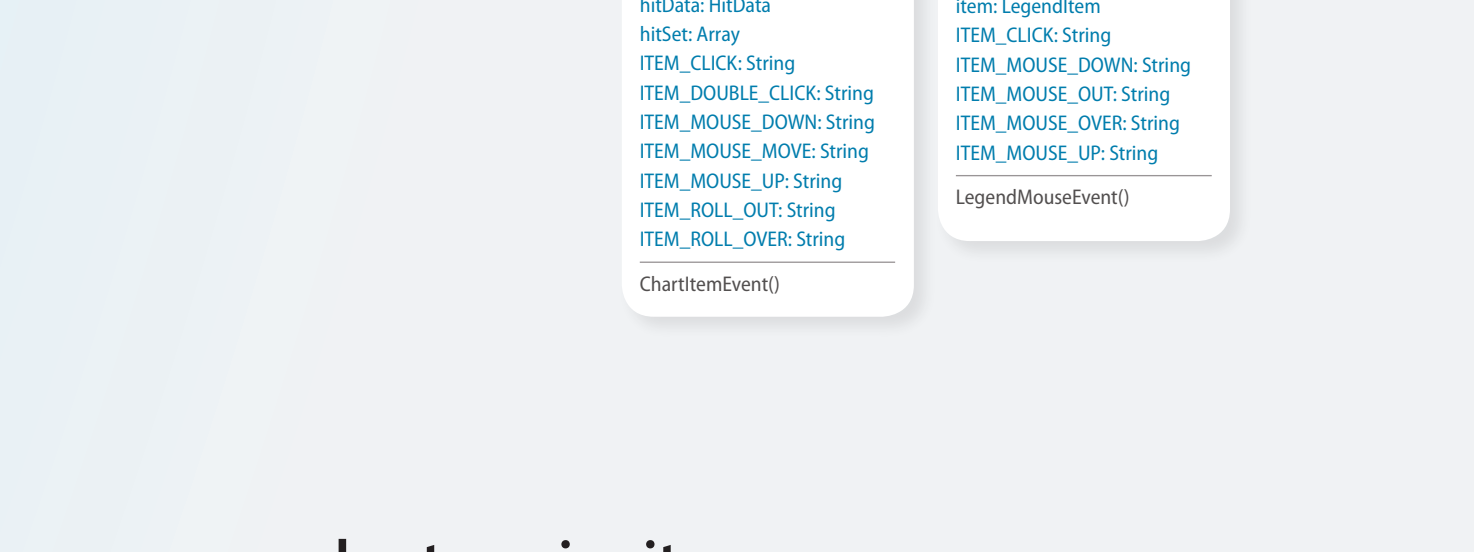 hitData: HitData
hitSet: Array
ITEM_CLICK: String
ITEM_DOUBLE_CLICK: String
ITEM_MOUSE_DOWN: String
ITEM_MOUSE_MOVE: String
ITEM_MOUSE_UP: String
ITEM_ROLL_OUT: String
ITEM_ROLL_OVER: String
ChartItemEvent()
item: LegendItem
ITEM_CLICK: String
ITEM_MOUSE_DOWN: String
ITEM_MOUSE_OUT: String
ITEM_MOUSE_OVER: String
ITEM_MOUSE_UP: String
LegendMouseEvent()